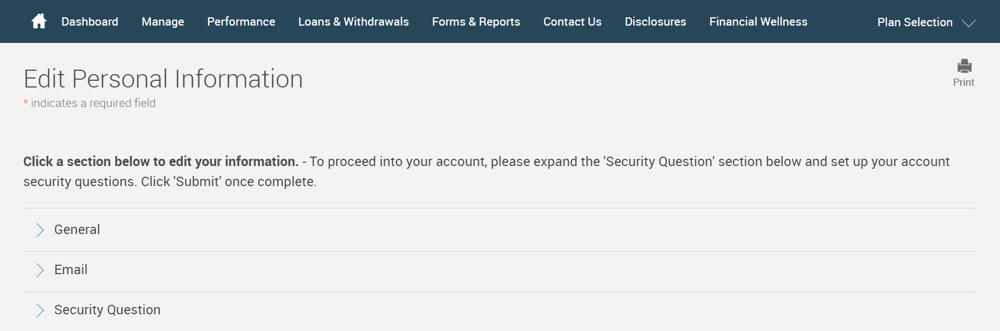 Dashboard Manage Performance Loans & Withdrawals Forms & Reports Contact Us Disclosures Financial Wellness Plan Selection
Edit Personal Information
Print
* indicates a required field
Click a section below to edit your information. - To proceed into your account, please expand the 'Security Question' section below and set up your account
security questions. Click 'Submit' once complete.
General
Email
Security Question